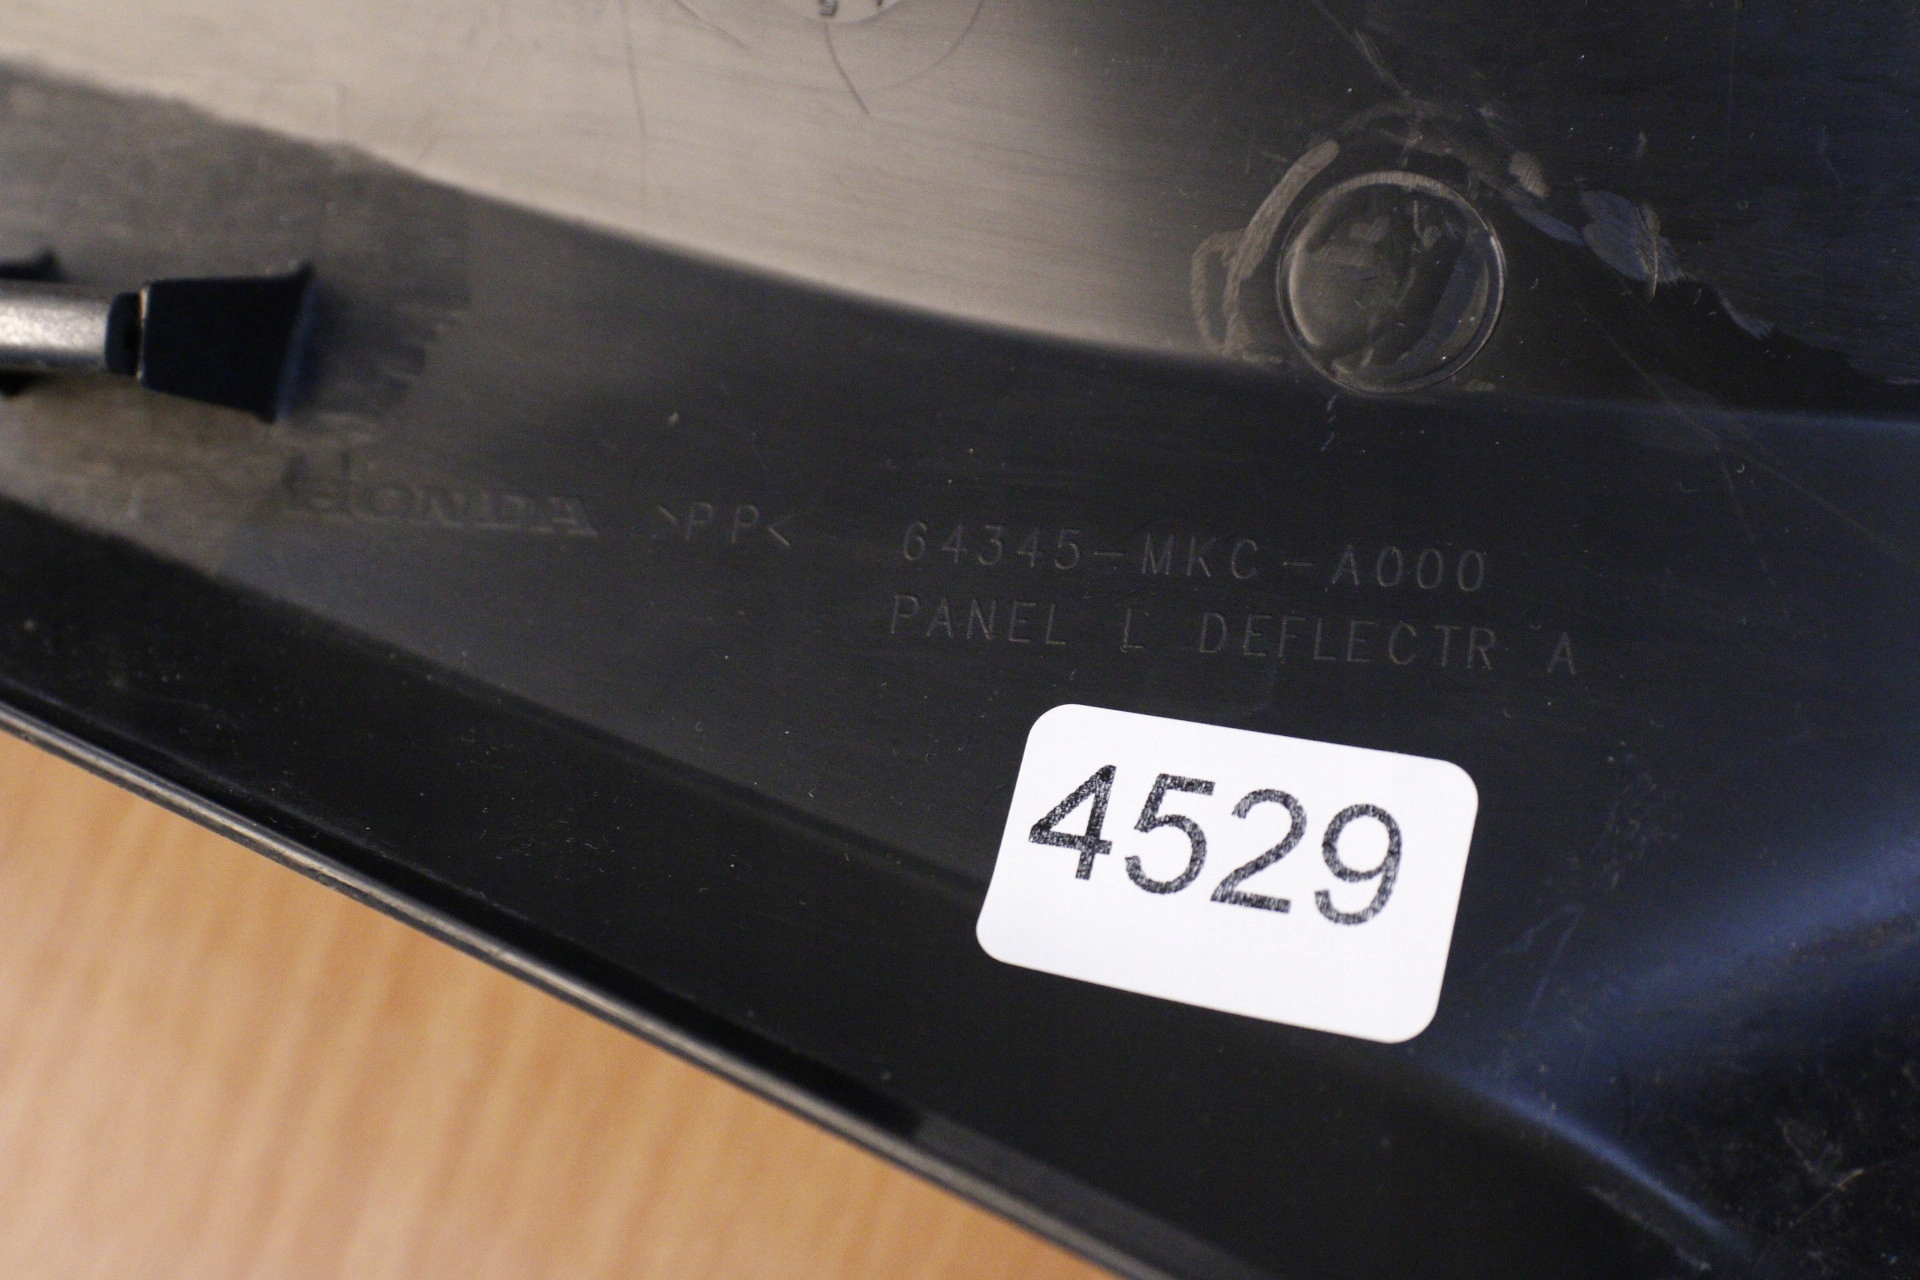 HONDA >PP< 64345-MKC-A000
PANEL L DEFLECTR A
4529